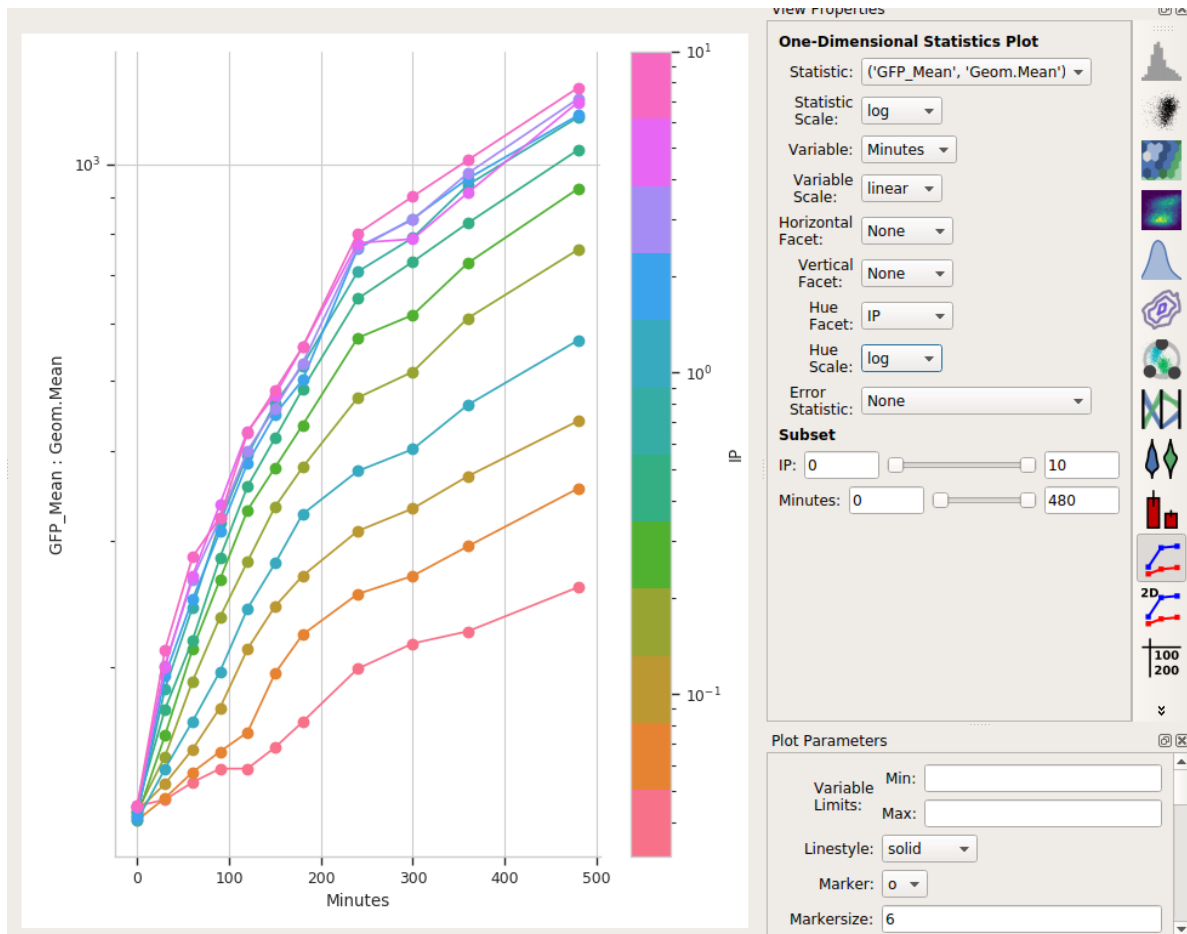 View Properties
One-Dimensional Statistics Plot
Statistic: ('GFP_Mean', 'Geom.Mean')
Statistic
Scale: log
Variable: Minutes
Variable
Scale: linear
Horizontal
Facet: None
Vertical
Facet: None
Hue
Facet: IP
Hue
Scale: log
Error
Statistic: None
Subset
IP: 0 10
Minutes: 0 480
2D
100
200
Plot Parameters
Variable
Limits:
Min:
Max:
Linestyle: solid
Marker: o
Markersize: 6
GFP_Mean : Geom.Mean
10³
0 100 200 300 400 500
Minutes
10¹
10⁰
10⁻¹
IP